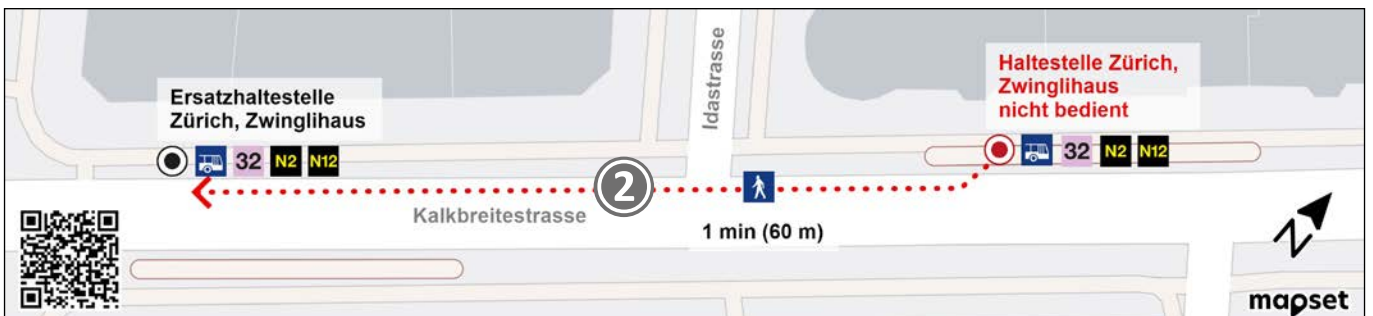 Idastrasse
Haltestelle Zürich,
Zwinglihaus
nicht bedient
Ersatzhaltestelle
Zürich, Zwinglihaus
32 N2 N12
32 N2 N12
2
Kalkbreitestrasse
1 min (60 m)
N
mapset